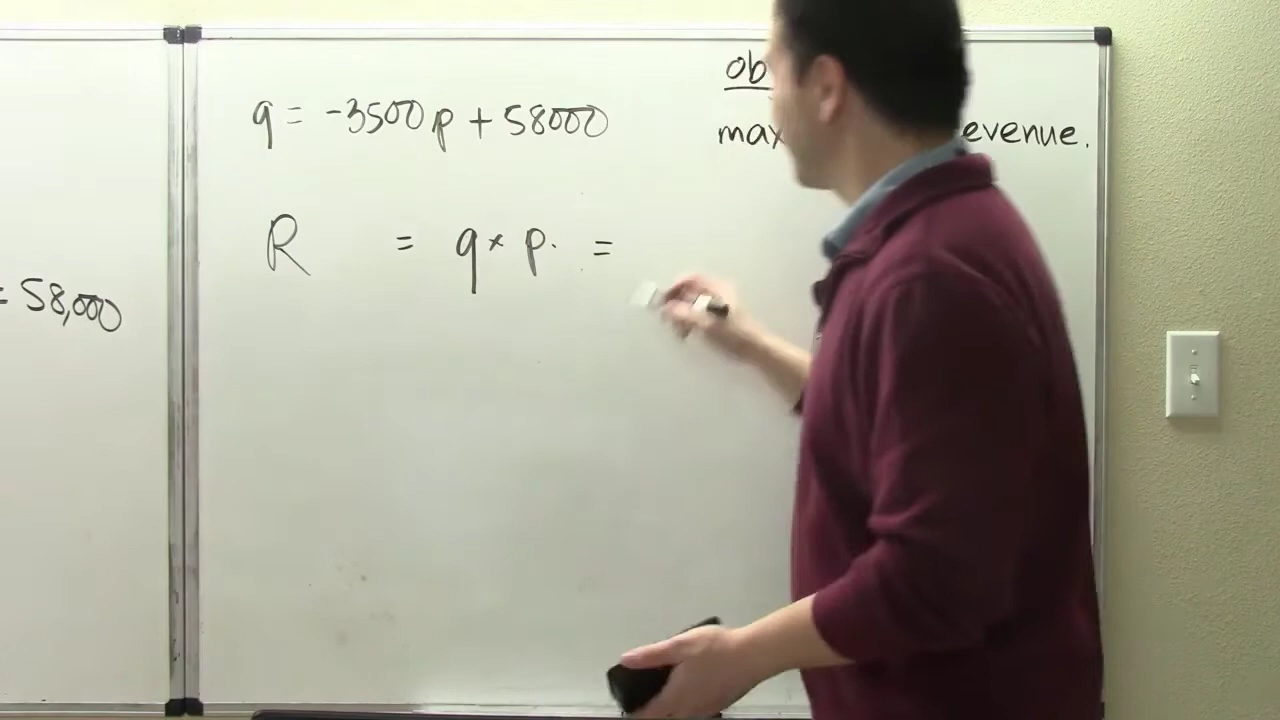 = 58,000
q = -3500p + 58000
ob
max evenue.
R = q × p. =